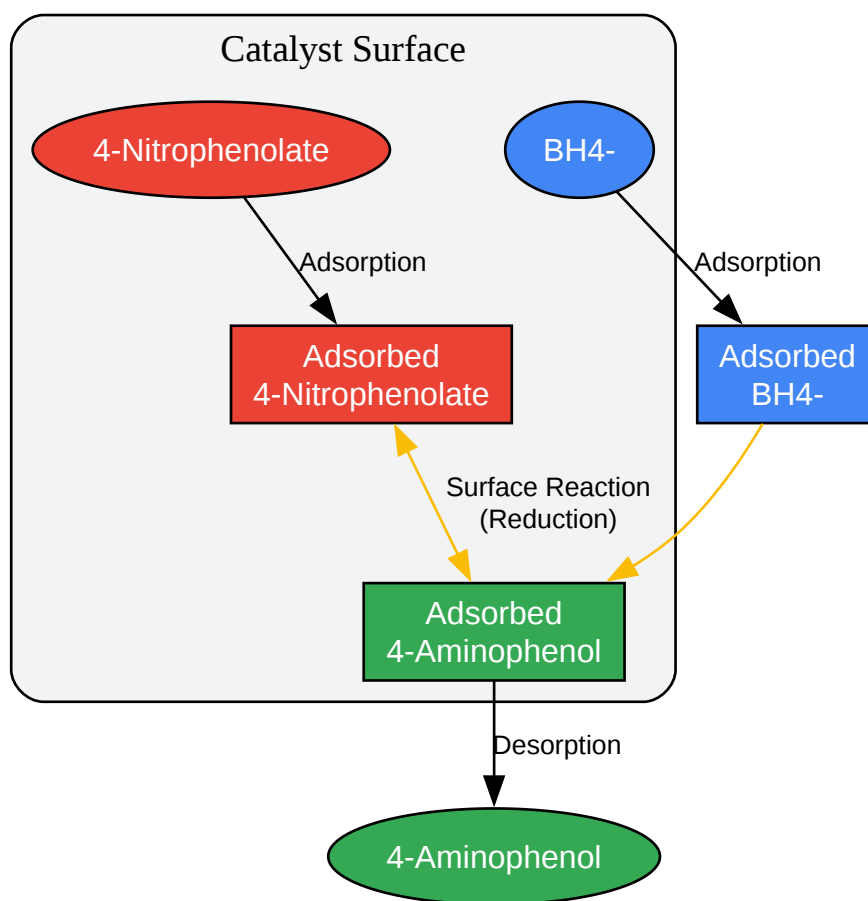 Catalyst Surface
4-Nitrophenolate
BH4-
Adsorption
Adsorption
Adsorbed
4-Nitrophenolate
Adsorbed
BH4-
Surface Reaction
(Reduction)
Adsorbed
4-Aminophenol
Desorption
4-Aminophenol